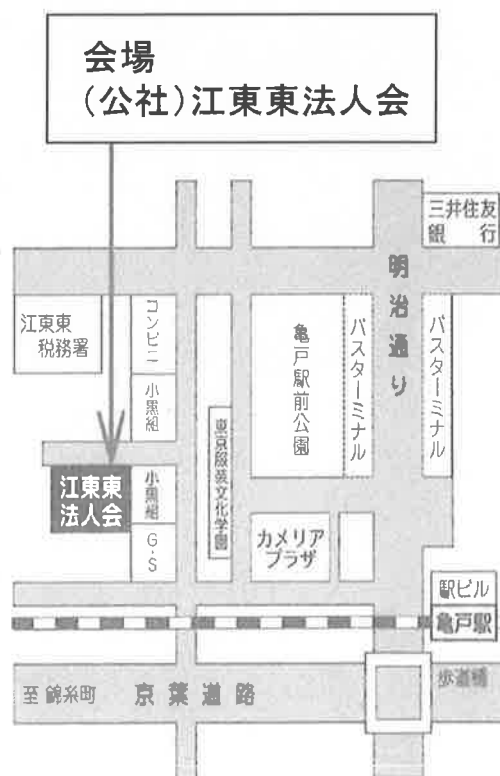 会場
(公社)江東東法人会
三井住友
銀　行
明治通り
江東東
税務署
コンビニ
小黒組
亀戸駅前公園
バスターミナル
バスターミナル
東京服装文化学園
江東東
法人会
小黒組
G・S
カメリア
プラザ
駅ビル
亀戸駅
至 錦糸町
京葉道路
歩道橋